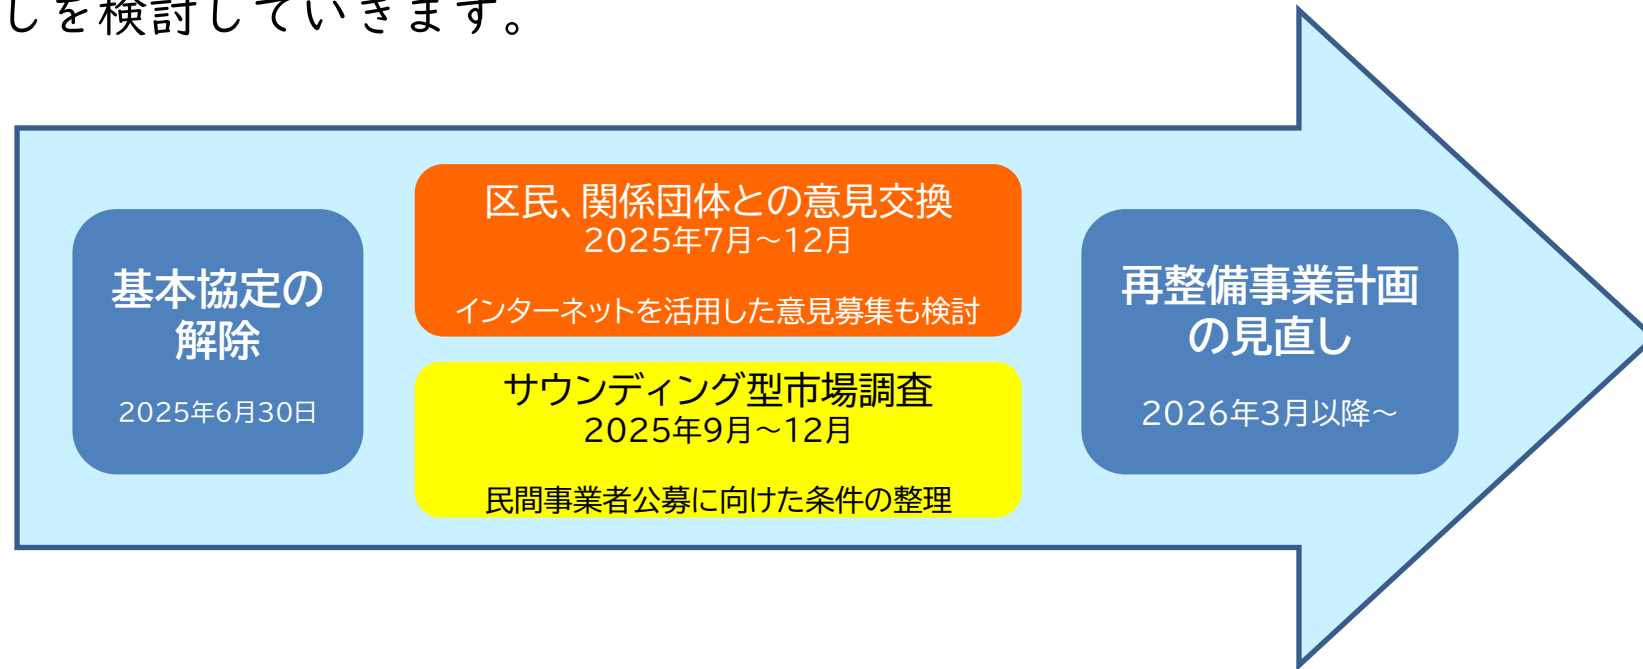 しを検討していきます。
基本協定の
解除
2025年6月30日
区民、関係団体との意見交換
2025年7月～12月
インターネットを活用した意見募集も検討
サウンディング型市場調査
2025年9月～12月
民間事業者公募に向けた条件の整理
再整備事業計画
の見直し
2026年3月以降～